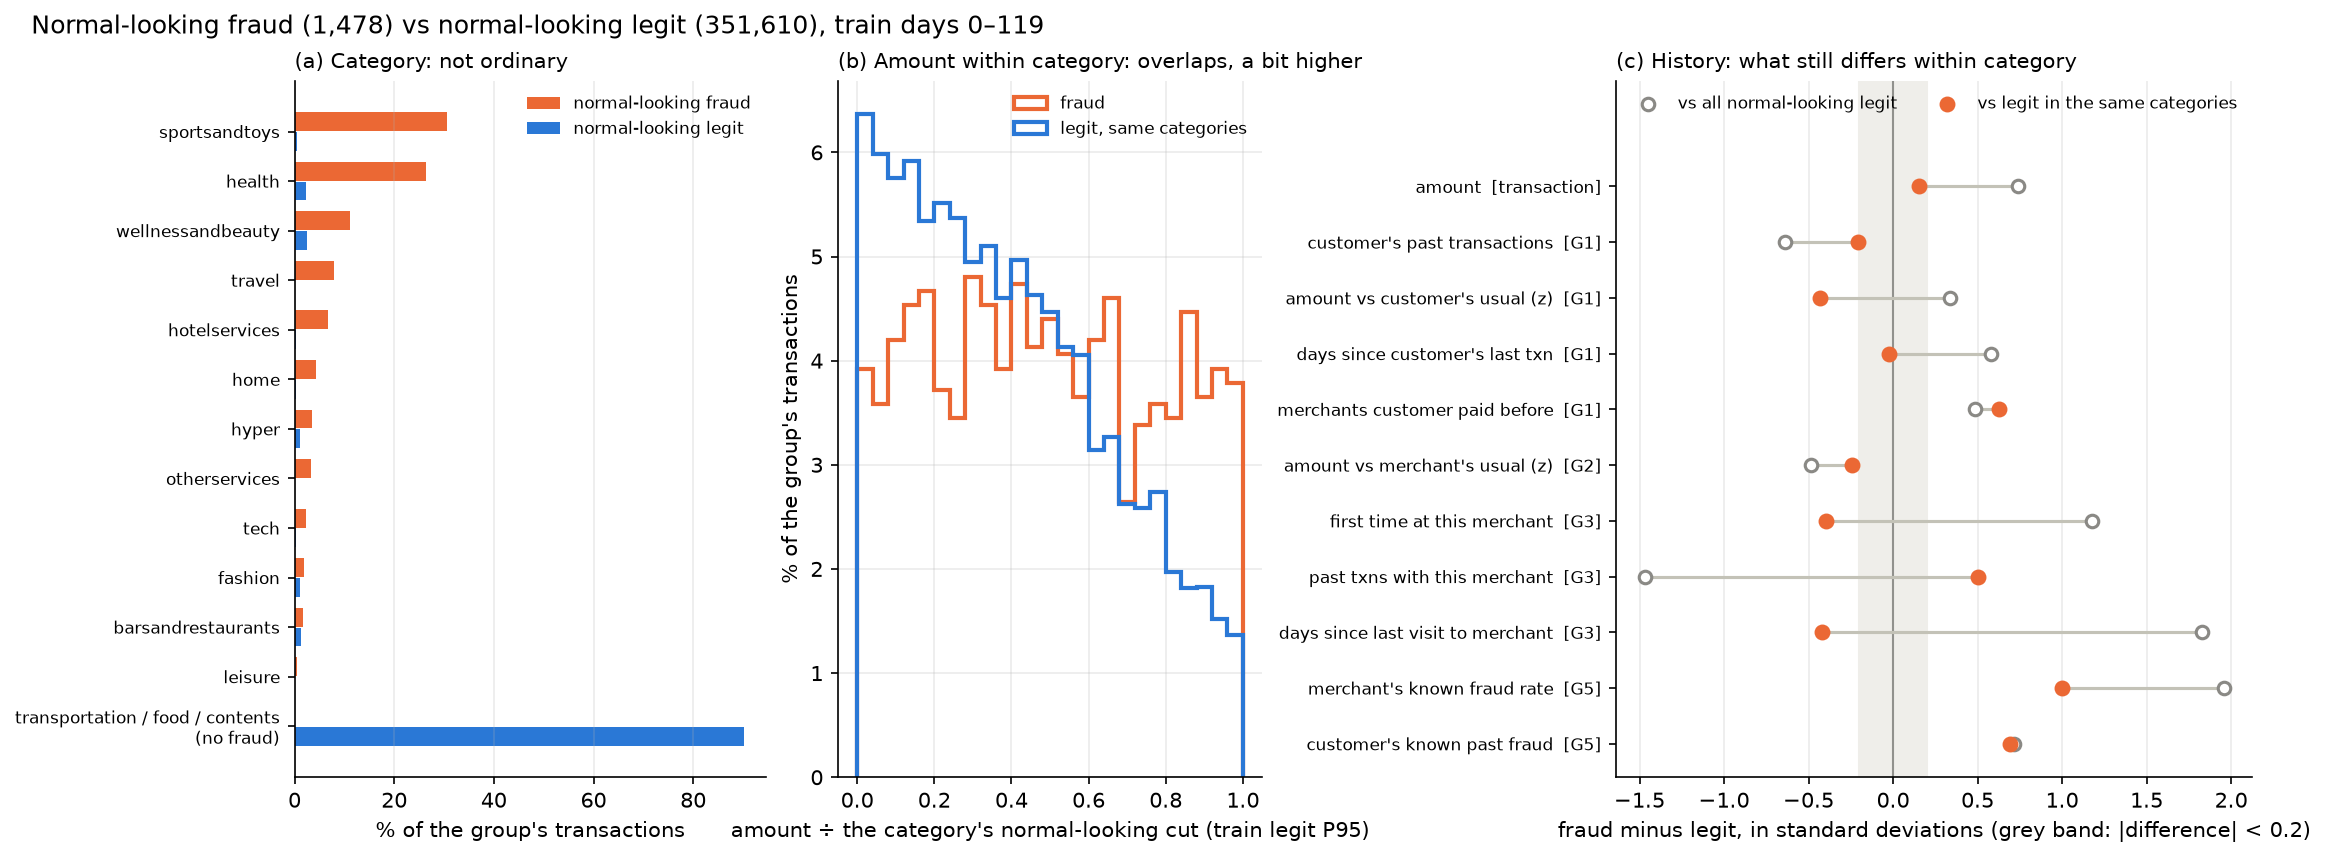 Normal-looking fraud (1,478) vs normal-looking legit (351,610), train days 0–119
(a) Category: not ordinary
normal-looking fraud
normal-looking legit
sportsandtoys
health
wellnessandbeauty
travel
hotelservices
home
hyper
otherservices
tech
fashion
barsandrestaurants
leisure
transportation / food / contents
(no fraud)
0 20 40 60 80
% of the group's transactions
(b) Amount within category: overlaps, a bit higher
fraud
legit, same categories
% of the group's transactions
6
5
4
3
2
1
0
0.0 0.2 0.4 0.6 0.8 1.0
amount ÷ the category's normal-looking cut (train legit P95)
(c) History: what still differs within category
vs all normal-looking legit
vs legit in the same categories
amount [transaction]
customer's past transactions [G1]
amount vs customer's usual (z) [G1]
days since customer's last txn [G1]
merchants customer paid before [G1]
amount vs merchant's usual (z) [G2]
first time at this merchant [G3]
past txns with this merchant [G3]
days since last visit to merchant [G3]
merchant's known fraud rate [G5]
customer's known past fraud [G5]
−1.5 −1.0 −0.5 0.0 0.5 1.0 1.5 2.0
fraud minus legit, in standard deviations (grey band: |difference| < 0.2)